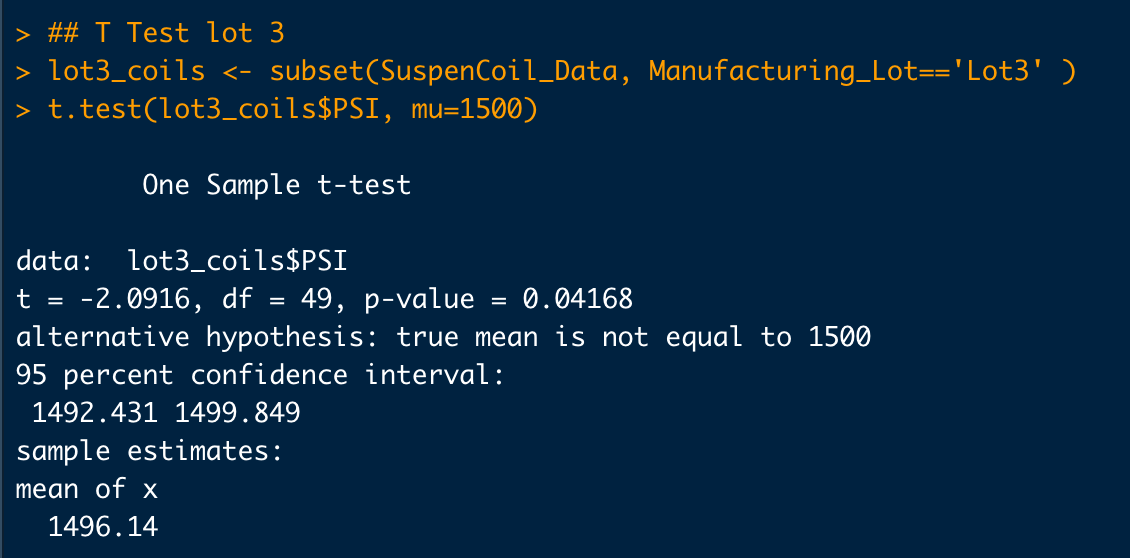 > ## T Test lot 3
> lot3_coils <- subset(SuspenCoil_Data, Manufacturing_Lot=='Lot3' )
> t.test(lot3_coils$PSI, mu=1500)
One Sample t-test
data:  lot3_coils$PSI
t = -2.0916, df = 49, p-value = 0.04168
alternative hypothesis: true mean is not equal to 1500
95 percent confidence interval:
1492.431 1499.849
sample estimates:
mean of x
1496.14